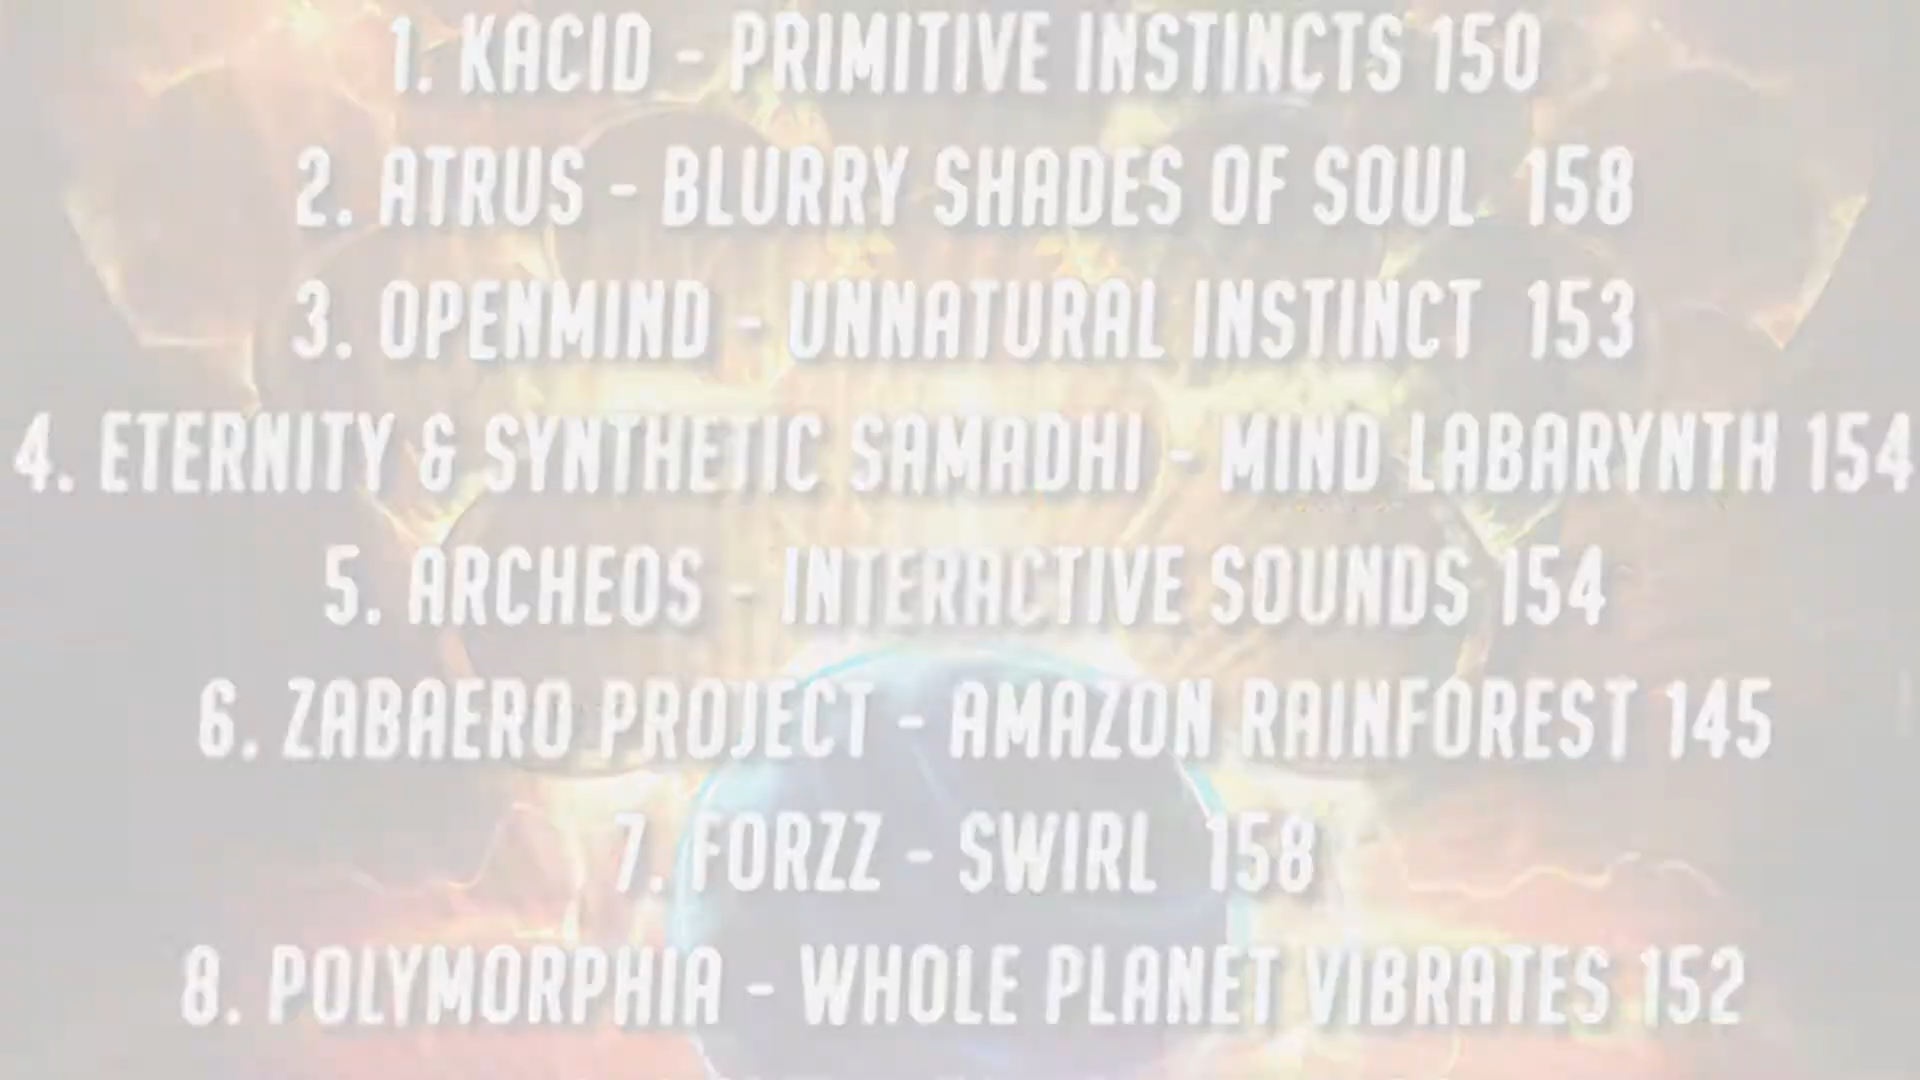 1. KACID - PRIMITIVE INSTINCTS 150
2. ATRUS - BLURRY SHADES OF SOUL 158
3. OPENMIND - UNNATURAL INSTINCT 153
4. ETERNITY & SYNTHETIC SAMADHI - MIND LABARYNTH 154
5. ARCHEOS - INTERACTIVE SOUNDS 154
6. ZABAERO PROJECT - AMAZON RAINFOREST 145
7. FORZZ - SWIRL 158
8. POLYMORPHIA - WHOLE PLANET VIBRATES 152